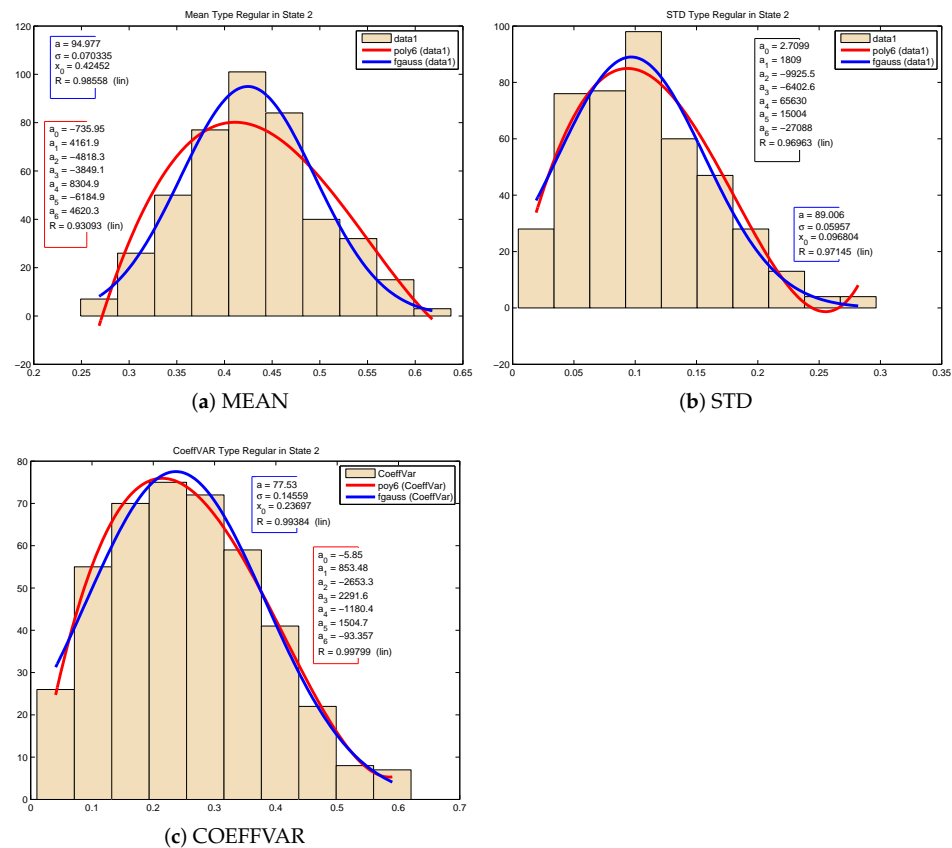 Mean Type Regular in State 2
120
100
80
60
40
20
0
−20
0.2 0.25 0.3 0.35 0.4 0.45 0.5 0.55 0.6 0.65
a = 94.977
σ = 0.070335
x0 = 0.42452
R = 0.98558 (lin)
a0 = −735.95
a1 = 4161.9
a2 = −4818.3
a3 = −3849.1
a4 = 8304.9
a5 = −6184.9
a6 = 4620.3
R = 0.93093 (lin)
data1
poly6 (data1)
fgauss (data1)
(a) MEAN
STD Type Regular in State 2
100
80
60
40
20
0
−20
0 0.05 0.1 0.15 0.2 0.25 0.3 0.35
a0 = 2.7099
a1 = 1809
a2 = −9925.5
a3 = −6402.6
a4 = 65630
a5 = 15004
a6 = −27088
R = 0.96963 (lin)
a = 89.006
σ = 0.05957
x0 = 0.096804
R = 0.97145 (lin)
data1
poly6 (data1)
fgauss (data1)
(b) STD
CoeffVAR Type Regular in State 2
80
70
60
50
40
30
20
10
0
0 0.1 0.2 0.3 0.4 0.5 0.6 0.7
a = 77.53
σ = 0.14559
x0 = 0.23697
R = 0.99384 (lin)
a0 = −5.85
a1 = 853.48
a2 = −2653.3
a3 = 2291.6
a4 = −1180.4
a5 = 1504.7
a6 = −93.357
R = 0.99799 (lin)
CoeffVar
poy6 (CoeffVar)
fgauss (CoeffVar)
(c) COEFFVAR